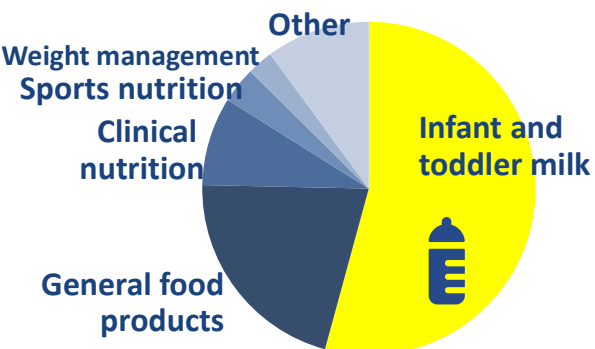 Other
Weight management
Sports nutrition
Clinical
nutrition
Infant and
toddler milk
General food
products